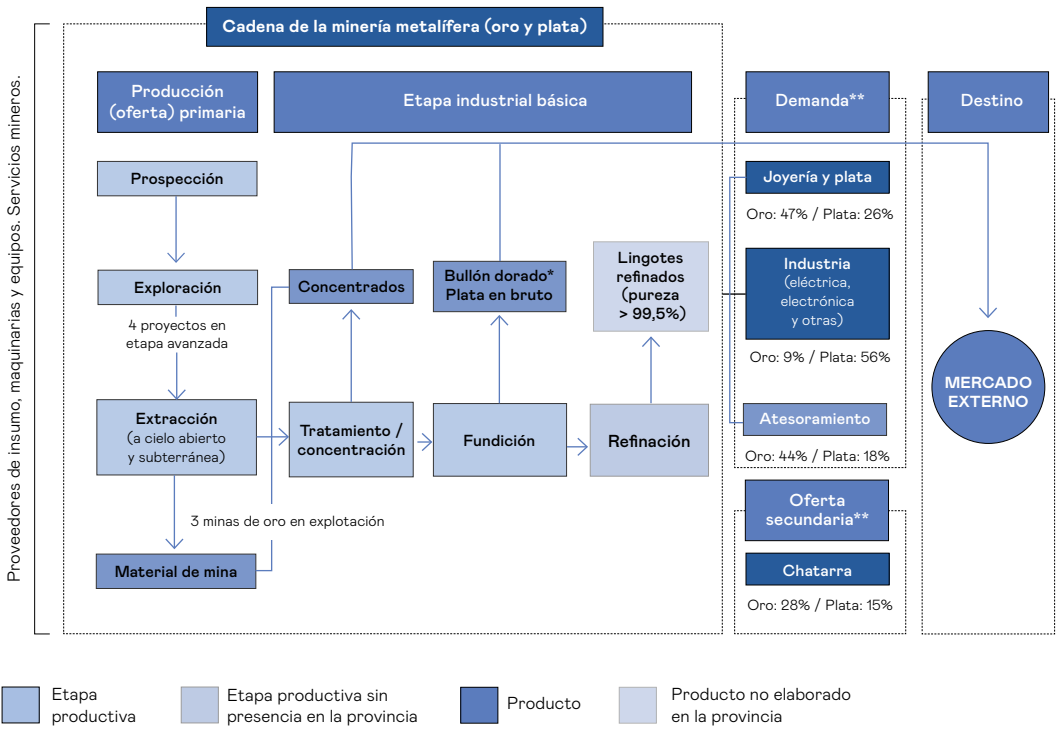 Cadena de la minería metalífera (oro y plata)
Proveedores de insumo, maquinarias y equipos. Servicios mineros.
Producción
(oferta) primaria
Etapa industrial básica
Demanda**
Destino
Prospección
Exploración
4 proyectos en
etapa avanzada
Extracción
(a cielo abierto
y subterránea)
3 minas de oro en explotación
Material de mina
Concentrados
Tratamiento /
concentración
Bullón dorado*
Plata en bruto
Fundición
Lingotes
refinados
(pureza
> 99,5%)
Refinación
Joyería y plata
Oro: 47% / Plata: 26%
Industria
(eléctrica,
electrónica
y otras)
Oro: 9% / Plata: 56%
Atesoramiento
Oro: 44% / Plata: 18%
Oferta
secundaria**
Chatarra
Oro: 28% / Plata: 15%
MERCADO
EXTERNO
Etapa
productiva
Etapa productiva sin
presencia en la provincia
Producto
Producto no elaborado
en la provincia